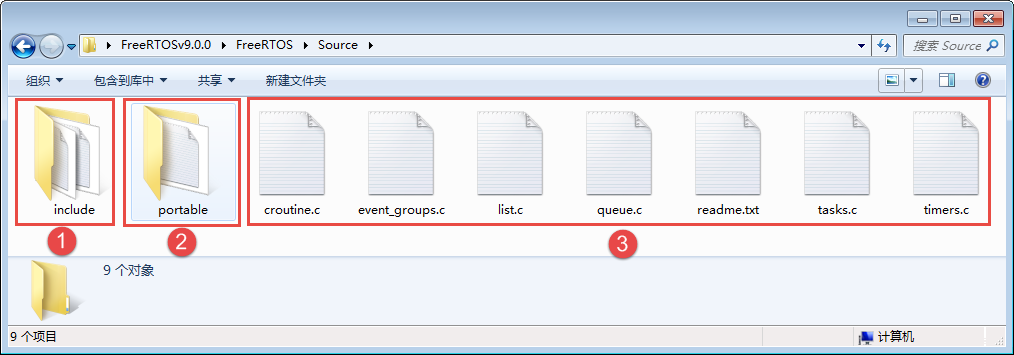 FreeRTOSv9.0.0 FreeRTOS Source 搜索 Source
组织 包含到库中 共享 新建文件夹
include portable croutine.c event_groups.c list.c queue.c readme.txt tasks.c timers.c
1 2 3
9 个对象
9 个项目 计算机